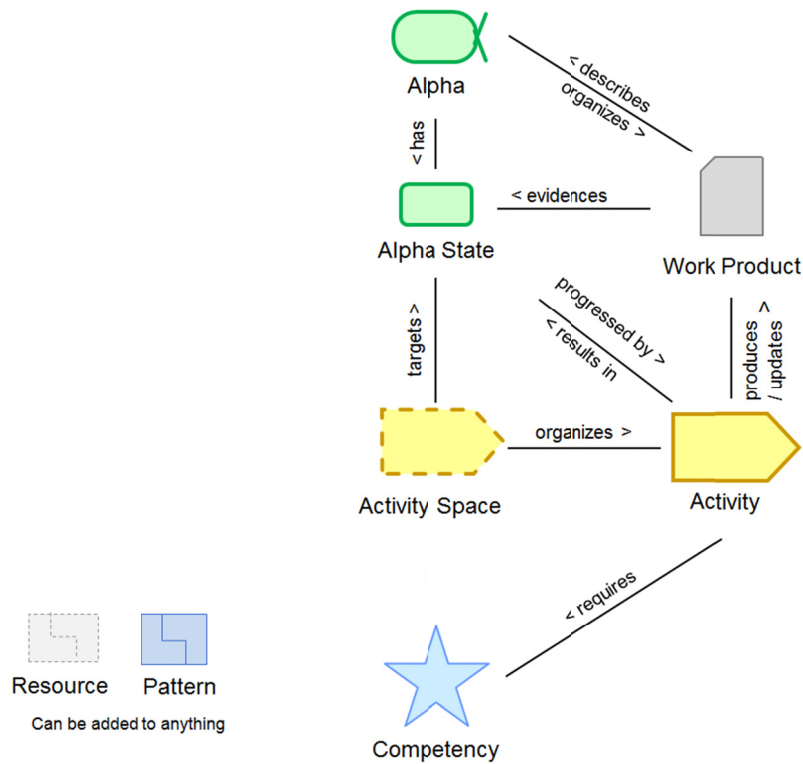 Alpha
< describes
organizes >
< has
< evidences
Alpha State
Work Product
progressed by >
< results in
targets >
produces >
/ updates
organizes >
Activity Space
Activity
< requires
Resource
Pattern
Can be added to anything
Competency